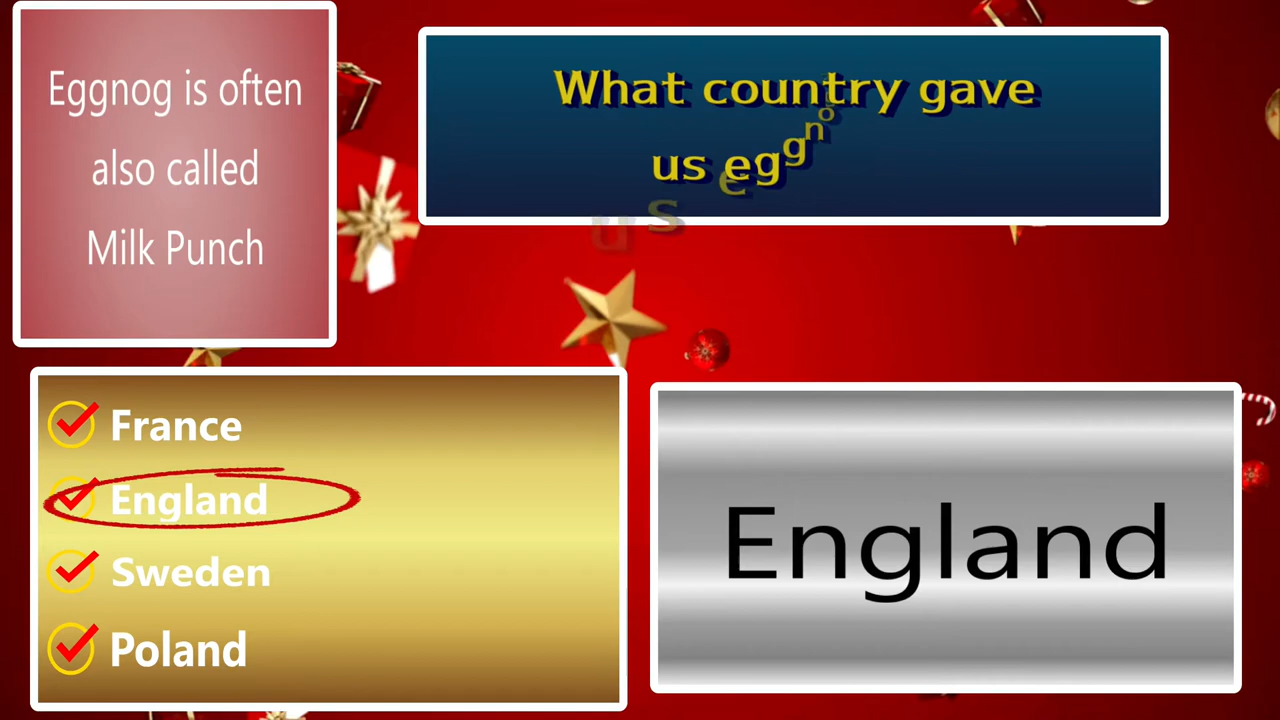 Eggnog is often
also called
Milk Punch
What country gave
us egg
France
England
Sweden
Poland
England